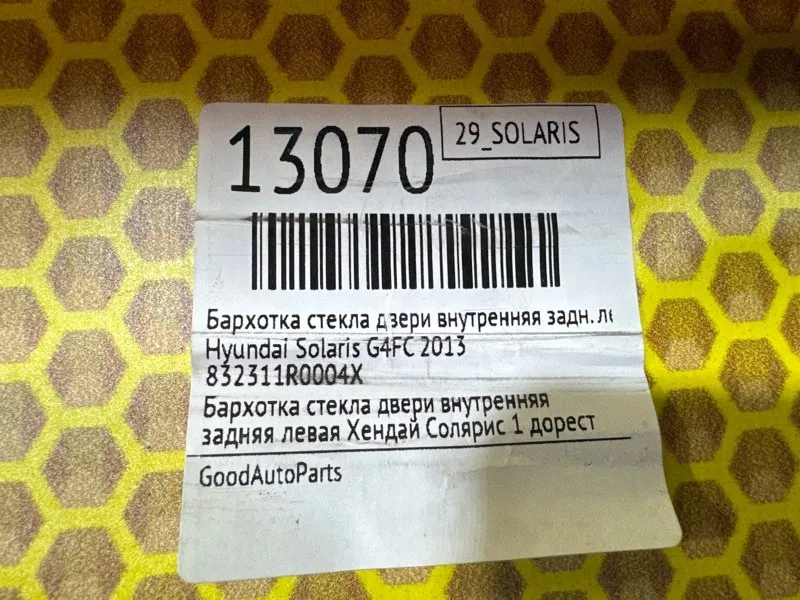 13070
29_SOLARIS
Бархотка стекла двери внутренняя задн. ле
Hyundai Solaris G4FC 2013
832311R0004X
Бархотка стекла двери внутренняя
задняя левая Хендай Солярис 1 дорест
GoodAutoParts